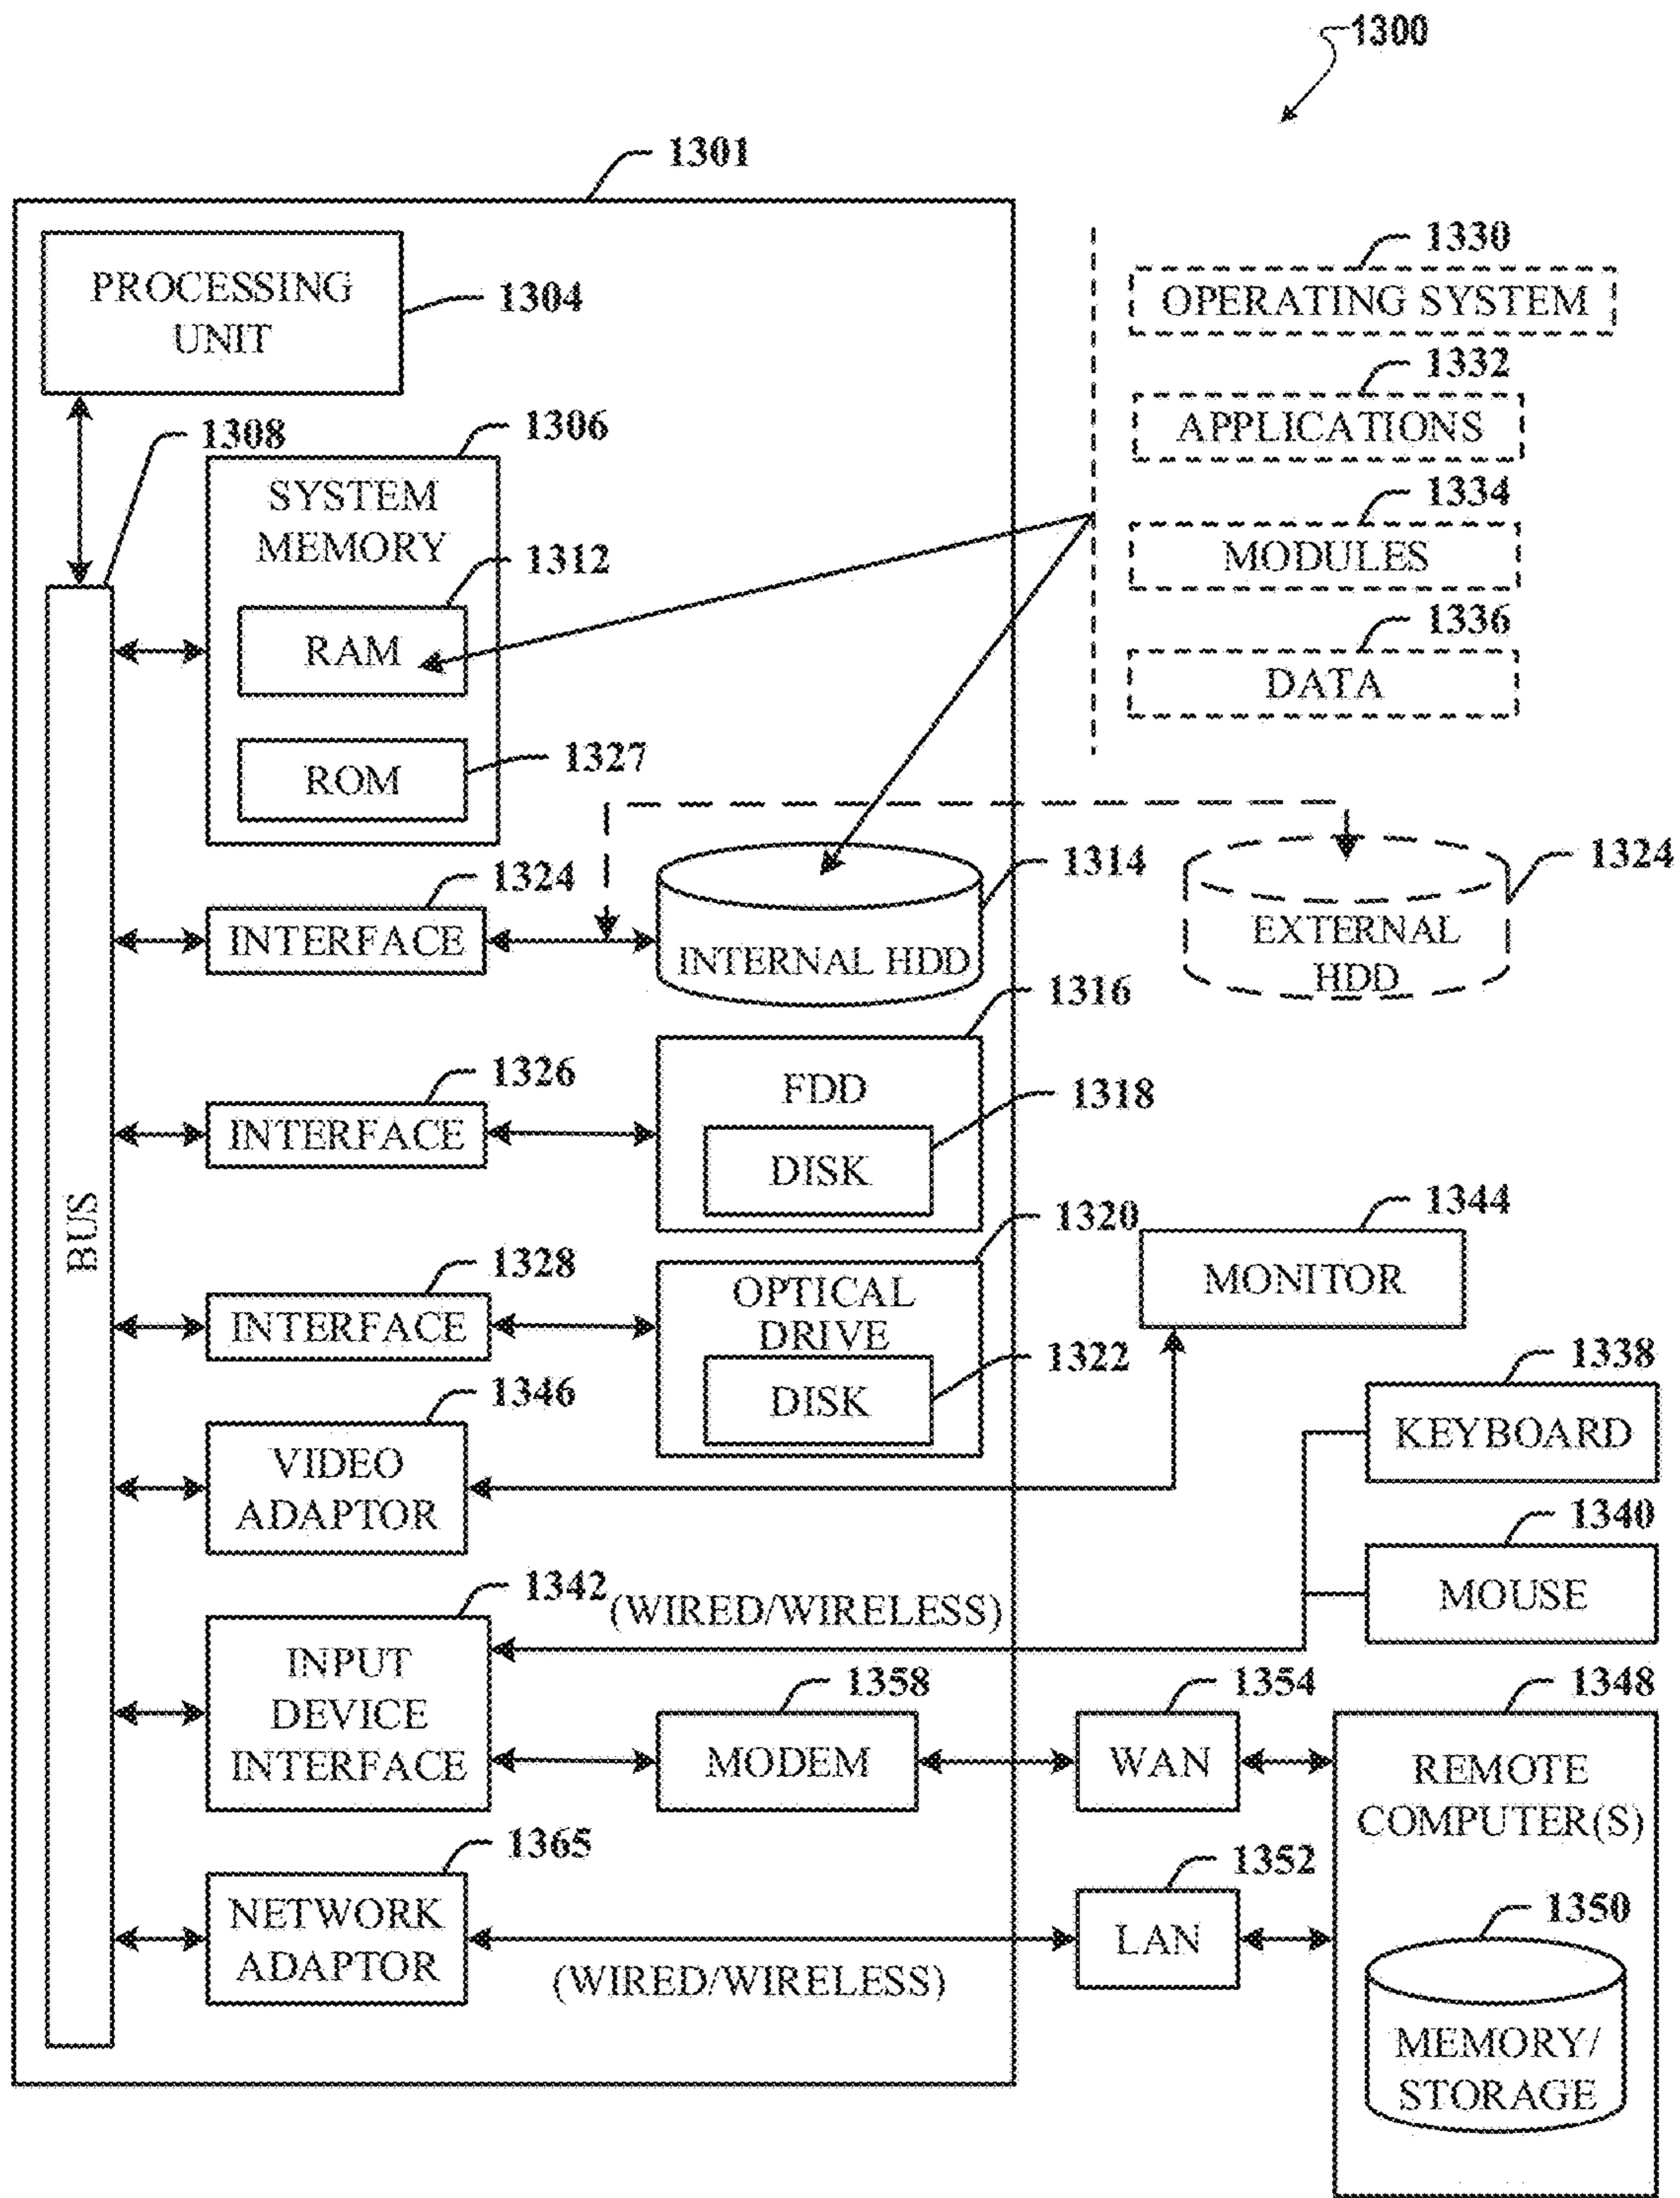 1300
1301
PROCESSING
UNIT
1304
1308
1306
SYSTEM
MEMORY
1312
RAM
ROM
1327
1330
OPERATING SYSTEM
1332
APPLICATIONS
1334
MODULES
1336
DATA
BUS
1324
INTERFACE
1314
INTERNAL HDD
1324
EXTERNAL
HDD
1326
INTERFACE
1316
FDD
1318
DISK
1328
INTERFACE
1320
OPTICAL
DRIVE
1322
DISK
1344
MONITOR
1346
VIDEO
ADAPTOR
1338
KEYBOARD
1340
MOUSE
1342
(WIRED/WIRELESS)
INPUT
DEVICE
INTERFACE
1358
MODEM
1354
WAN
1348
REMOTE
COMPUTER(S)
1365
NETWORK
ADAPTOR
(WIRED/WIRELESS)
1352
LAN
1350
MEMORY/
STORAGE